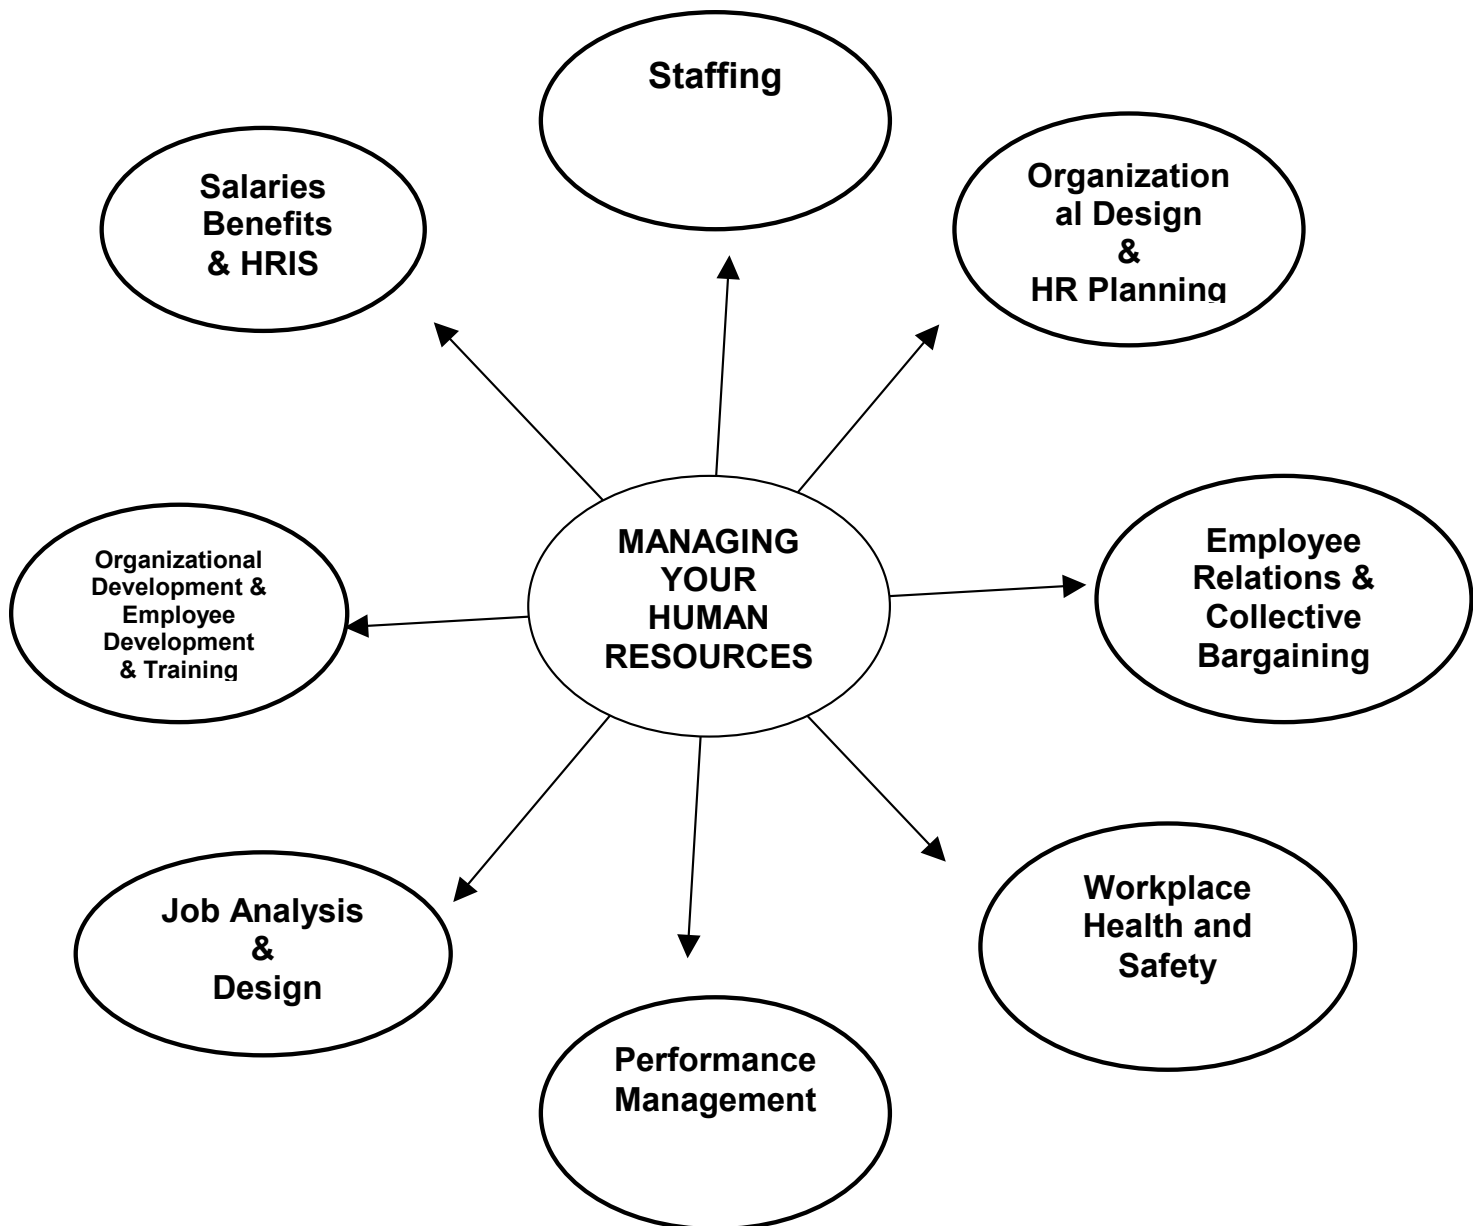 Staffing
Organization
al Design
&
HR Planning
Salaries
Benefits
& HRIS
MANAGING
YOUR
HUMAN
RESOURCES
Employee
Relations &
Collective
Bargaining
Organizational
Development &
Employee
Development
& Training
Workplace
Health and
Safety
Job Analysis
&
Design
Performance
Management